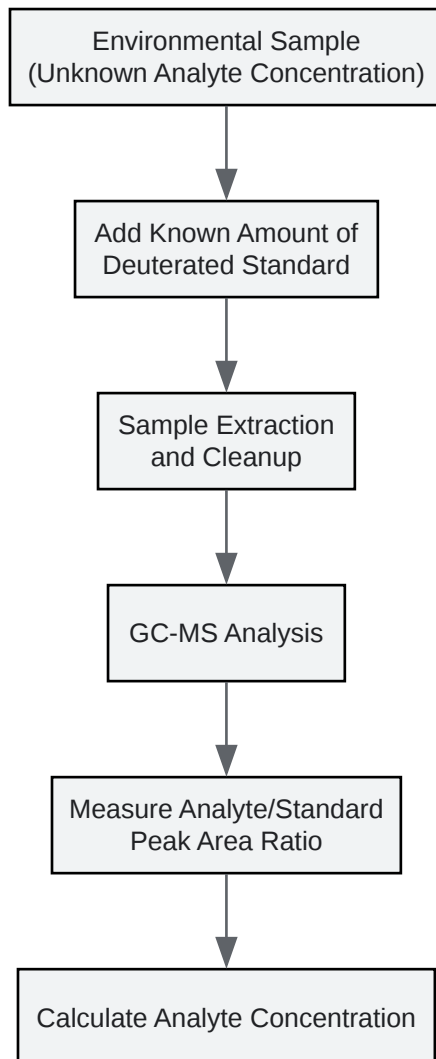 Environmental Sample
(Unknown Analyte Concentration)
Add Known Amount of
Deuterated Standard
Sample Extraction
and Cleanup
GC-MS Analysis
Measure Analyte/Standard
Peak Area Ratio
Calculate Analyte Concentration